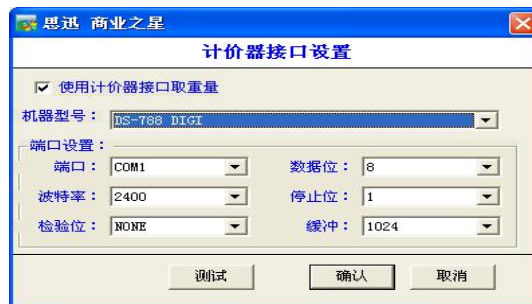 思迅 商业之星
计价器接口设置
使用计价器接口取重量
机器型号： DS-788 DIGI
端口设置：
端口： COM1 数据位： 8
波特率： 2400 停止位： 1
检验位： NONE 缓冲： 1024
测试 确认 取消